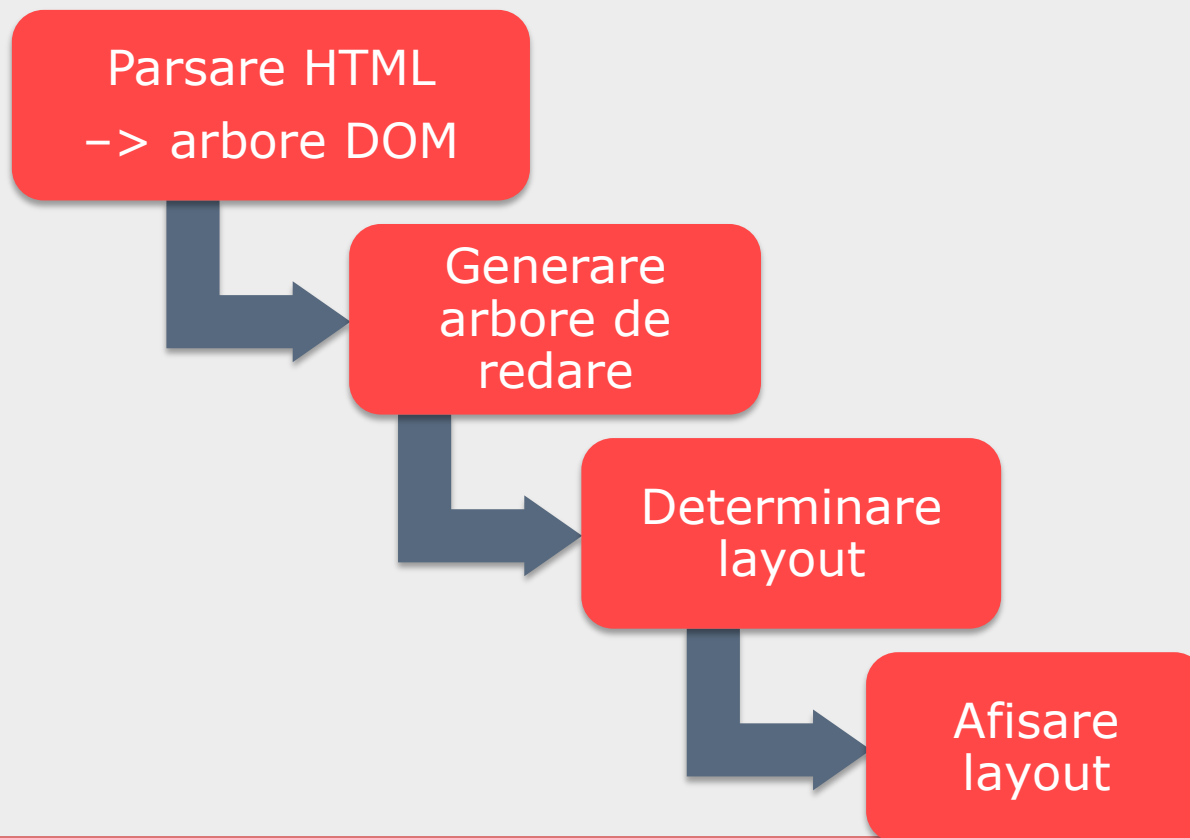 Parsare HTML
–> arbore DOM
Generare
arbore de
redare
Determinare
layout
Afisare
layout